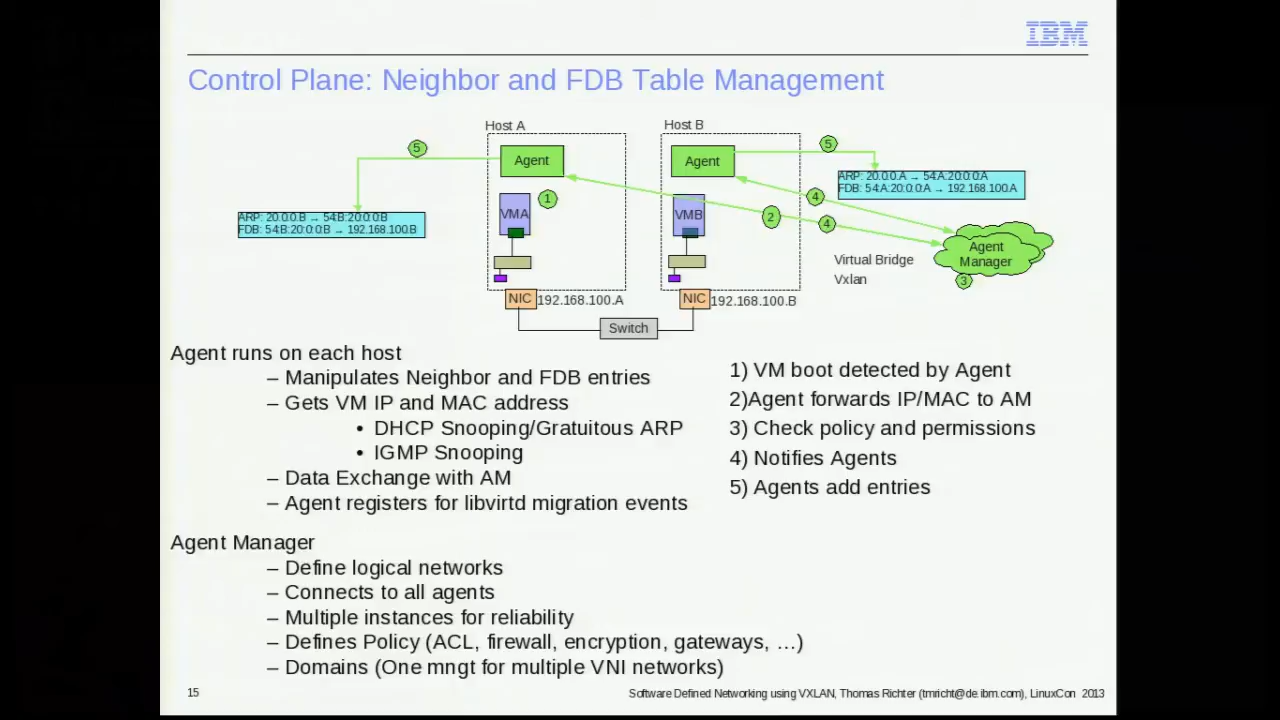 IBM
Control Plane: Neighbor and FDB Table Management
Host A
Host B
5
Agent
Agent
5
ARP: 20.0.0.A → 54:A:20:0:0:A
FDB: 54:A:20:0:0:A → 192.168.100.A
1
4
VMA
VMB
2
4
ARP: 20.0.0.B → 54:B:20:0:0:B
FDB: 54:B:20:0:0:B → 192.168.100.B
Agent
Manager
Virtual Bridge
Vxlan
3
NIC
192.168.100.A
NIC
192.168.100.B
Switch
Agent runs on each host
– Manipulates Neighbor and FDB entries
– Gets VM IP and MAC address
• DHCP Snooping/Gratuitous ARP
• IGMP Snooping
– Data Exchange with AM
– Agent registers for libvirtd migration events
1) VM boot detected by Agent
2)Agent forwards IP/MAC to AM
3) Check policy and permissions
4) Notifies Agents
5) Agents add entries
Agent Manager
– Define logical networks
– Connects to all agents
– Multiple instances for reliability
– Defines Policy (ACL, firewall, encryption, gateways, ...)
– Domains (One mngt for multiple VNI networks)
15
Software Defined Networking using VXLAN, Thomas Richter (tmricht@de.ibm.com), LinuxCon 2013